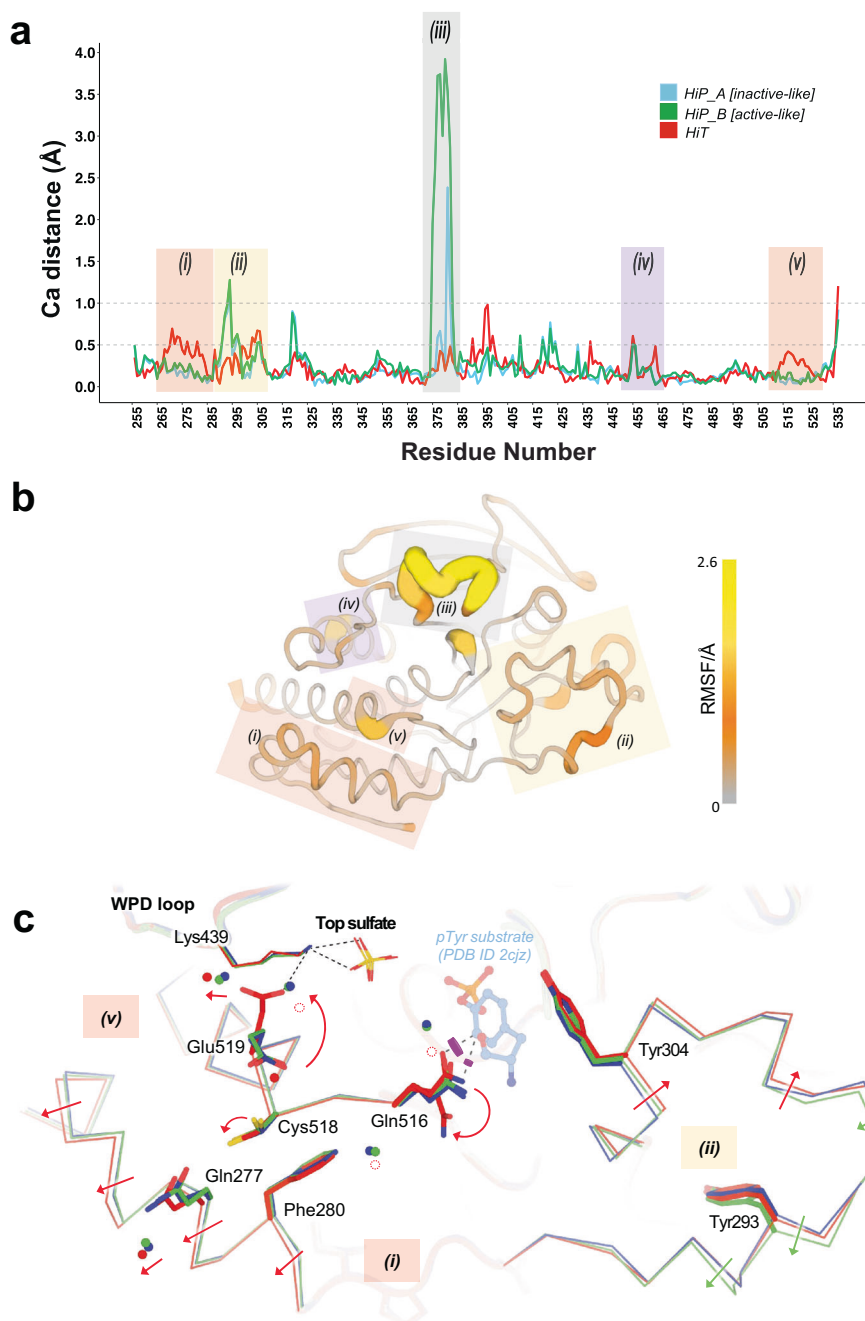 a
(iii)
4.0
3.5
3.0
2.5
2.0
1.5
1.0
0.5
0.0
Ca distance (Å)
HiP_A [inactive-like]
HiP_B [active-like]
HiT
(i)
(ii)
(iv)
(v)
255 265 275 285 295 305 315 325 335 345 355 365 375 385 395 405 415 425 435 445 455 465 475 485 495 505 515 525 535
Residue Number
b
2.6
RMSF/Å
0
(iv)
(iii)
(i)
(v)
(ii)
c
WPD loop
Lys439
Top sulfate
pTyr substrate
(PDB ID 2cjz)
(v)
Glu519
Tyr304
Cys518
Gln516
Gln277
(ii)
Phe280
Tyr293
(i)